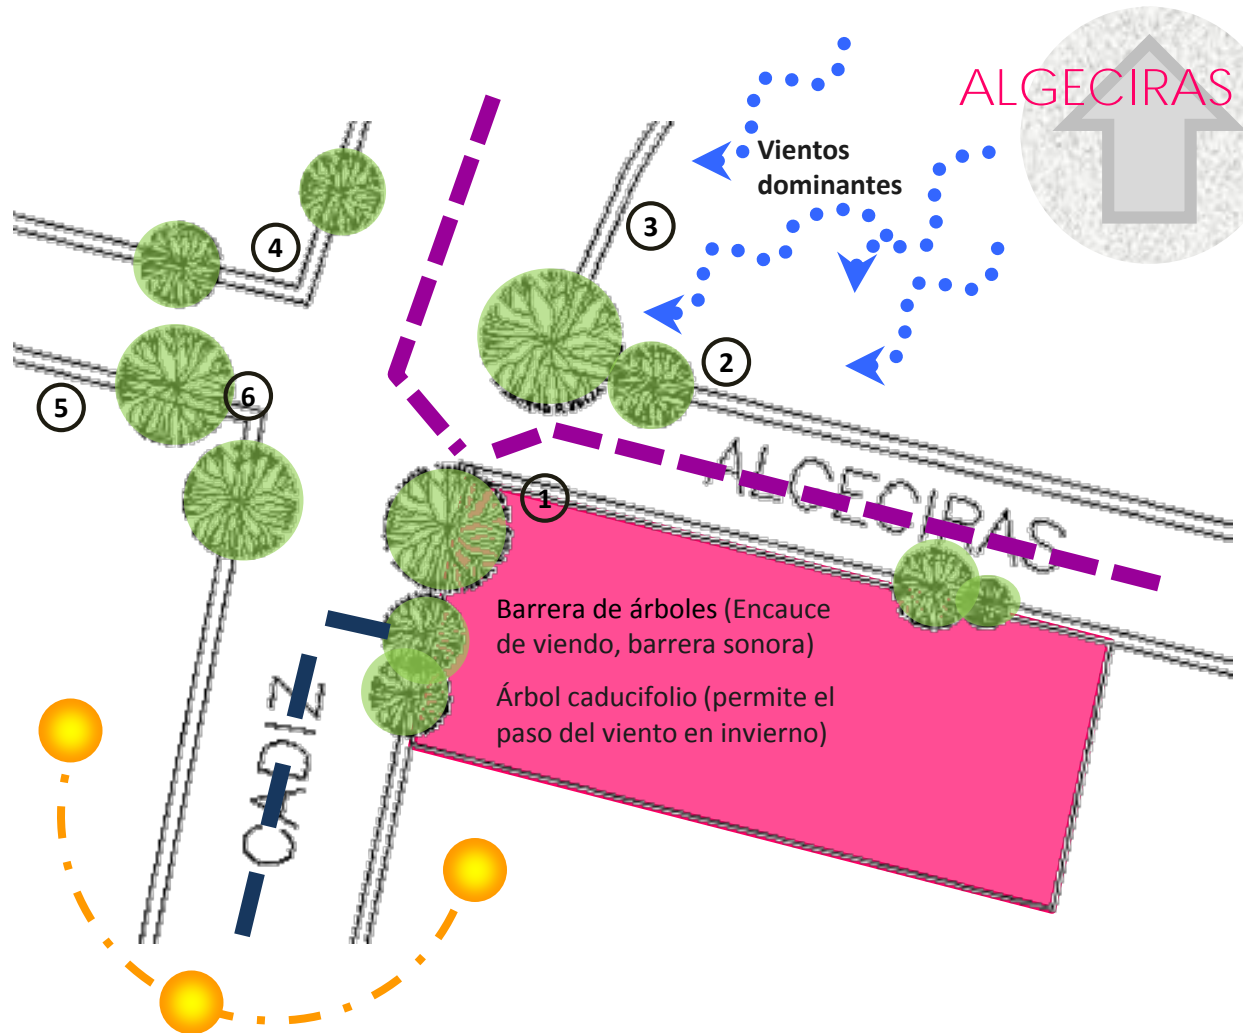 ALGECIRAS
Vientos
dominantes
3
4
2
5
6
ALGECIRAS
1
Barrera de árboles (Encauce
de viendo, barrera sonora)
Árbol caducifolio (permite el
paso del viento en invierno)
CADIZ